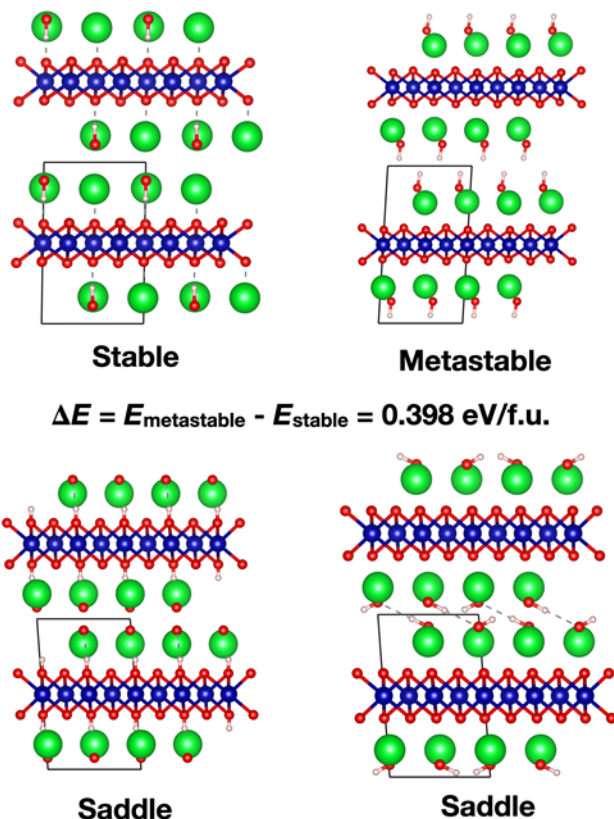 Stable
Metastable
ΔE = Emetastable - Estable = 0.398 eV/f.u.
Saddle
Saddle